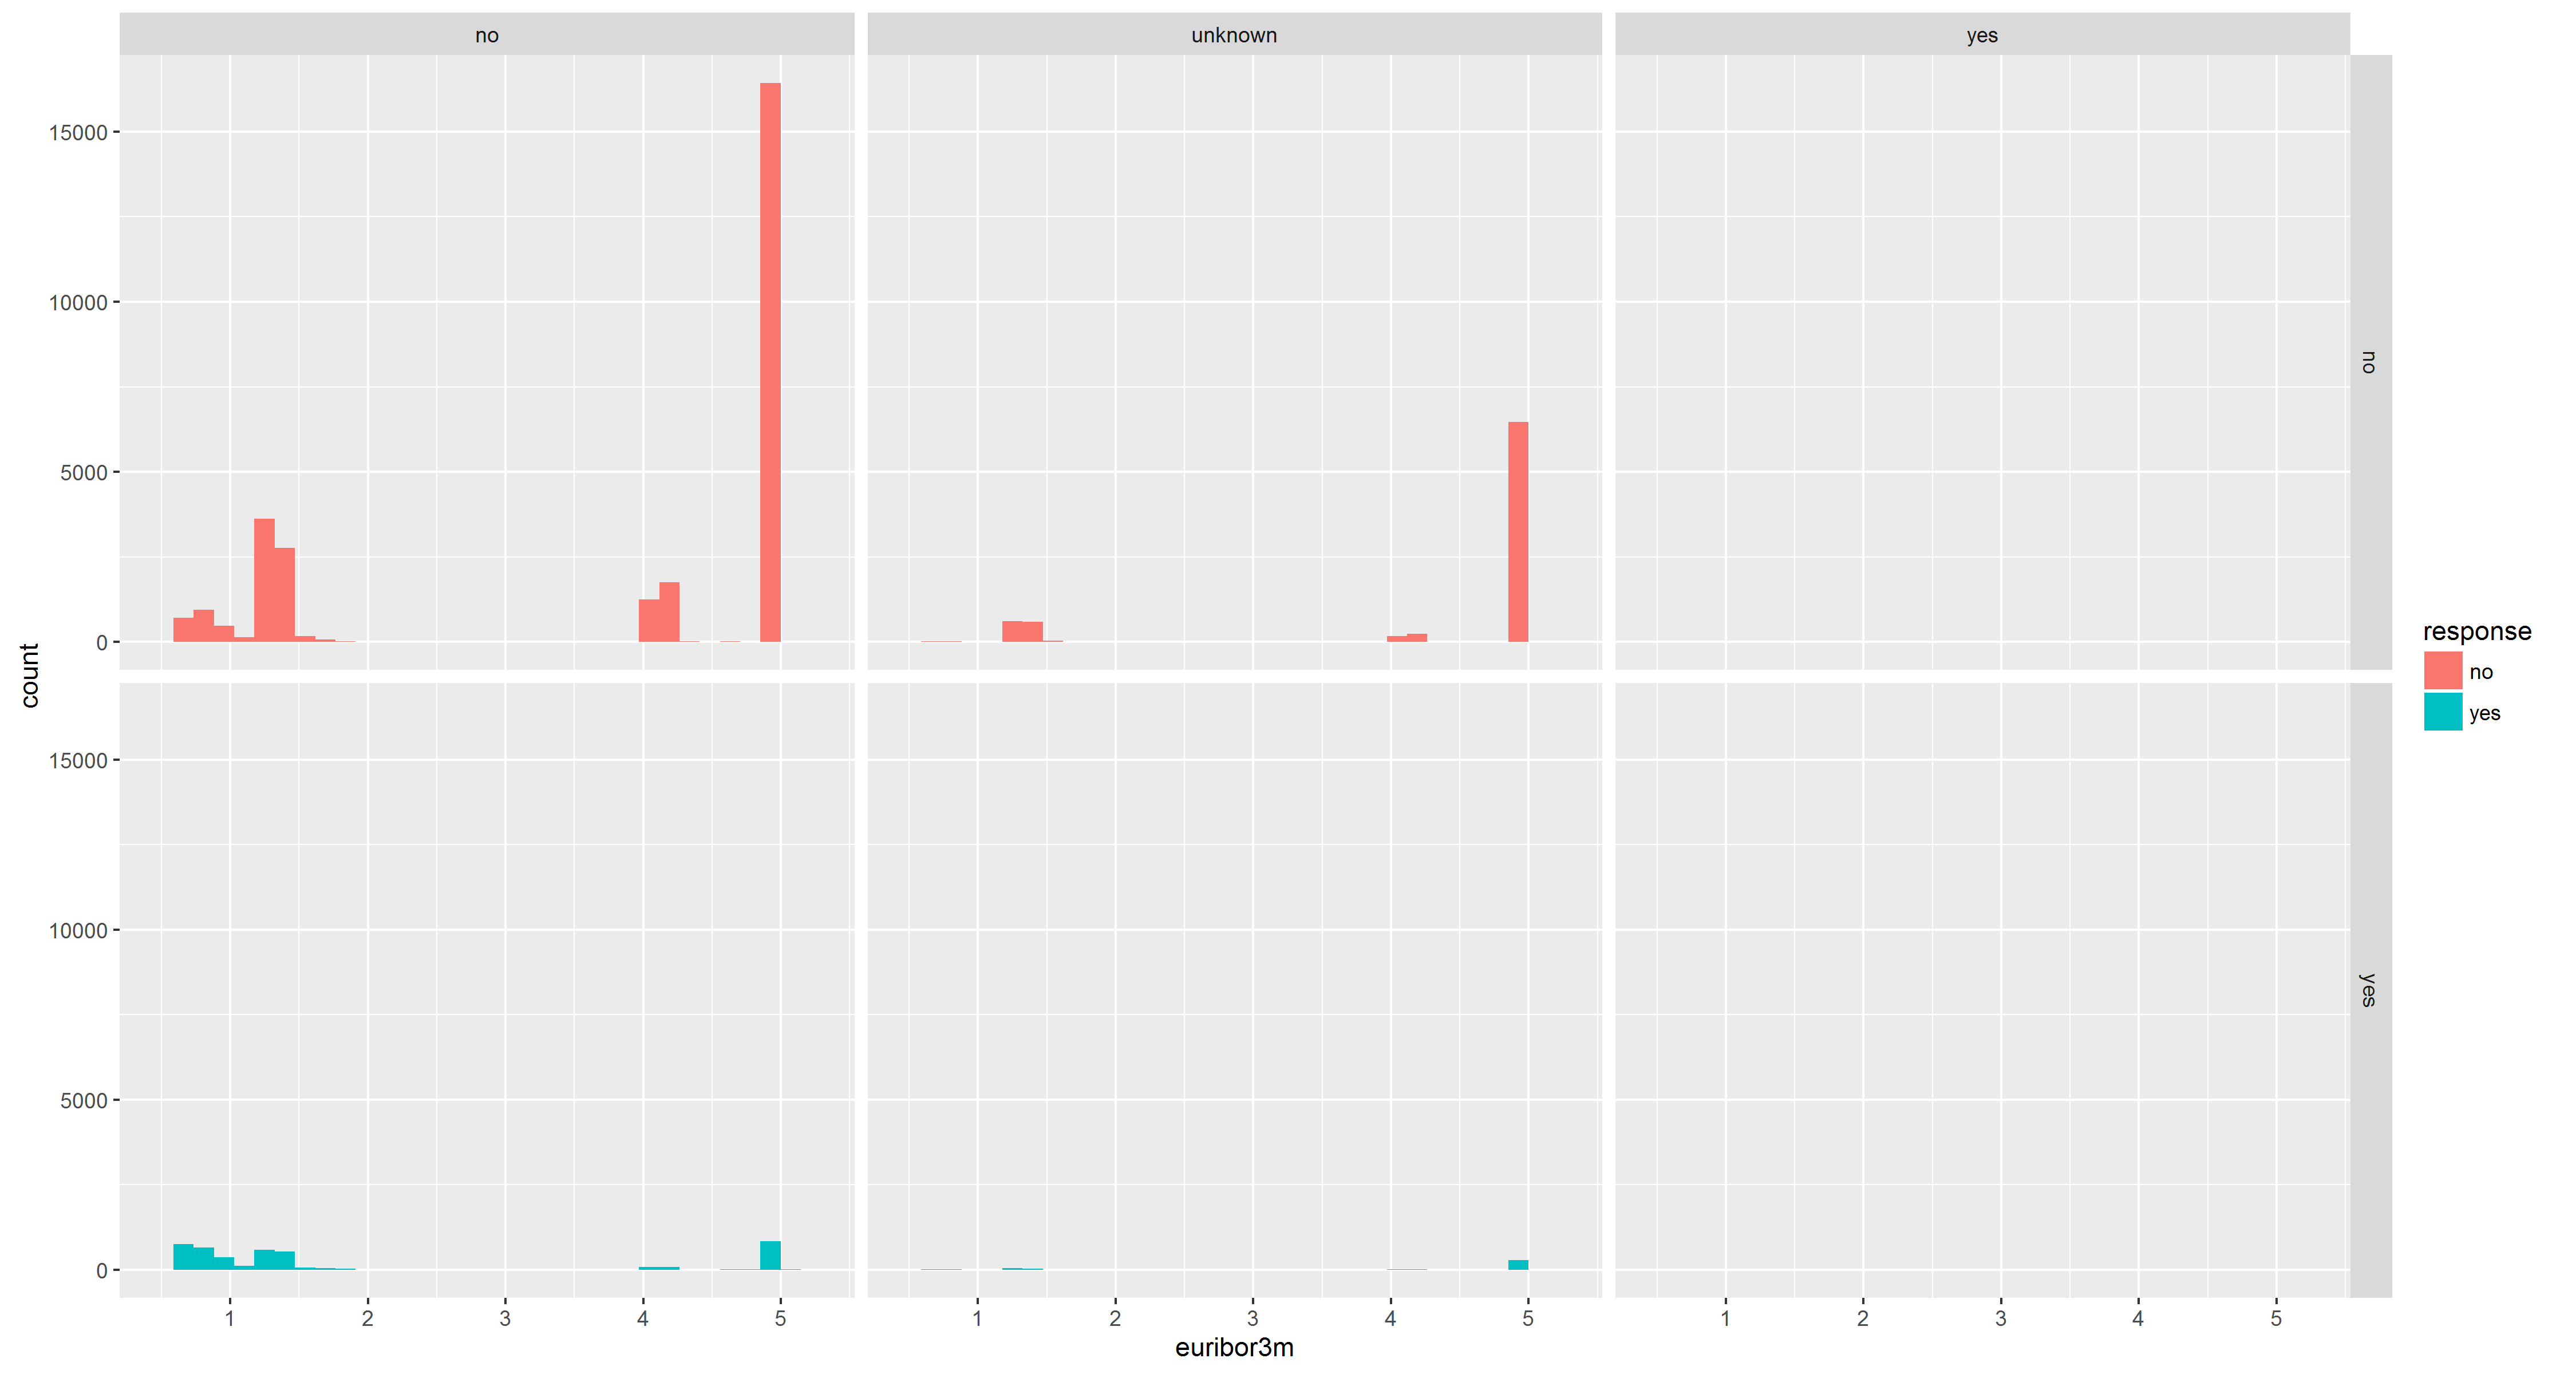 no unknown yes
15000
10000
5000
0
no
15000
10000
5000
0
yes
1 2 3 4 5 1 2 3 4 5 1 2 3 4 5
euribor3m
count
response
no
yes